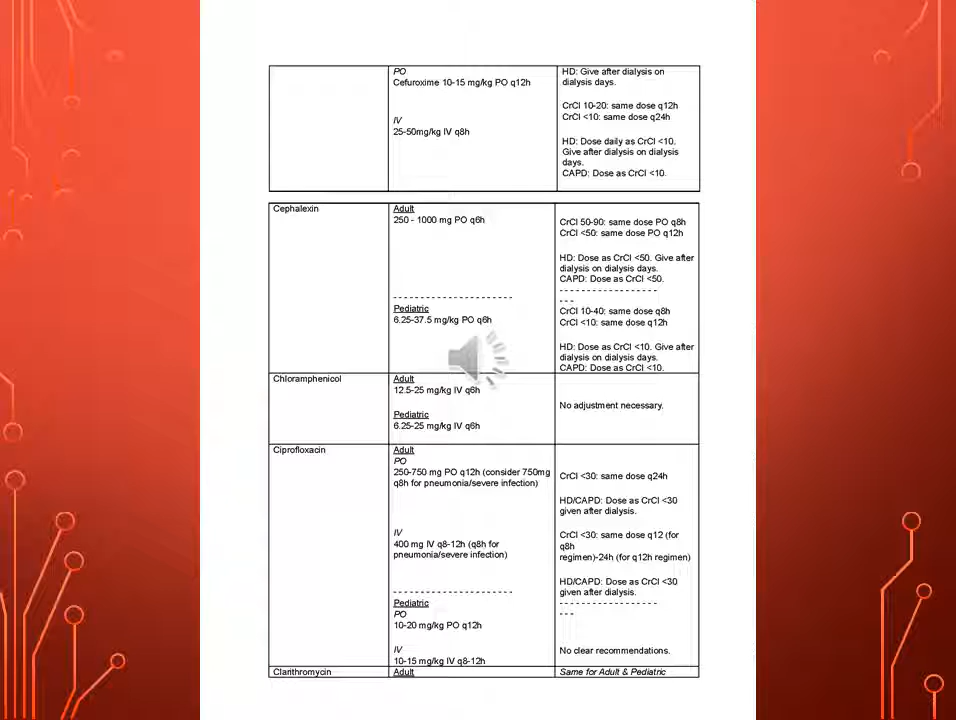 PO
Cefuroxime 10-15 mg/kg PO q12h
IV
25-50mg/kg IV q8h
HD: Give after dialysis on
dialysis days.
CrCl 10-20: same dose q12h
CrCl <10: same dose q24h
HD: Dose daily as CrCl <10.
Give after dialysis on dialysis
days.
CAPD: Dose as CrCl <10.
Cephalexin
Adult
250 - 1000 mg PO q6h
CrCl 50-90: same dose PO q8h
CrCl <50: same dose PO q12h
HD: Dose as CrCl <50. Give after
dialysis on dialysis days.
CAPD: Dose as CrCl <50.
- - - - - - - - - - - - - - - - - - - - - -
Pediatric
6.25-37.5 mg/kg PO q6h
- - - - - - - - - - - - - - - - - -
- - -
CrCl 10-40: same dose q8h
CrCl <10: same dose q12h
HD: Dose as CrCl <10. Give after
dialysis on dialysis days.
CAPD: Dose as CrCl <10.
Chloramphenicol
Adult
12.5-25 mg/kg IV q6h
Pediatric
6.25-25 mg/kg IV q6h
No adjustment necessary.
Ciprofloxacin
Adult
PO
250-750 mg PO q12h (consider 750mg
q8h for pneumonia/severe infection)
IV
400 mg IV q8-12h (q8h for
pneumonia/severe infection)
CrCl <30: same dose q24h
HD/CAPD: Dose as CrCl <30
given after dialysis.
CrCl <30: same dose q12 (for
q8h
regimen)-24h (for q12h regimen)
HD/CAPD: Dose as CrCl <30
given after dialysis.
- - - - - - - - - - - - - - - - - - - - - -
Pediatric
PO
10-20 mg/kg PO q12h
IV
10-15 mg/kg IV q8-12h
- - - - - - - - - - - - - - - - - -
- - -
No clear recommendations.
Clarithromycin
Adult
Same for Adult & Pediatric